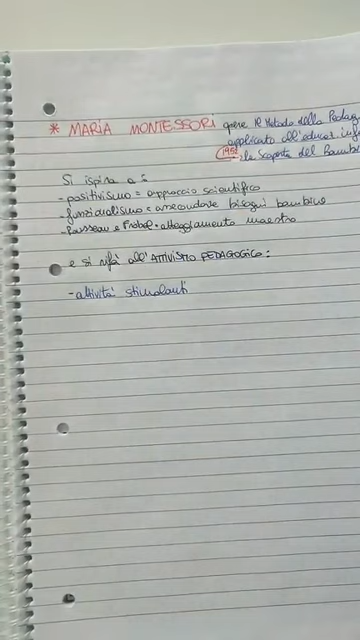 * MARIA MONTESSORI opere Il Metodo della Pedag
applicato all'educaz. inf
la Scoperta del Bambi
Si ispira a:
- positivismo = approccio scientifico
- funzionalismo = assecondare bisogni bambino
- Rousseau e Frobel = atteggiamento maestro
e si rifà all'ATTIVISMO PEDAGOGICO:
- attività stimolanti